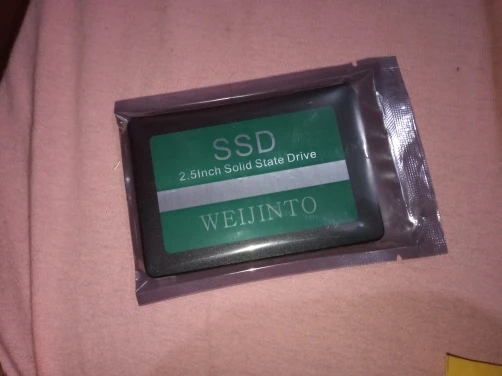 SSD
2.5Inch Solid State Drive
WEIJINTO